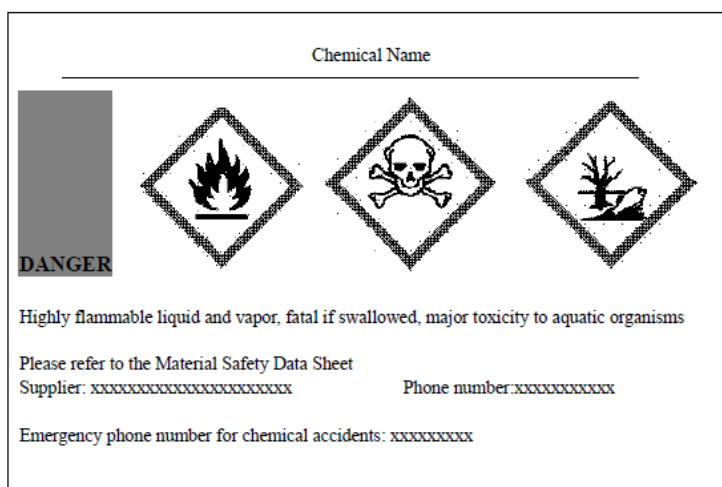 Chemical Name
DANGER
Highly flammable liquid and vapor, fatal if swallowed, major toxicity to aquatic organisms
Please refer to the Material Safety Data Sheet
Supplier: xxxxxxxxxxxxxxxxxxxxxx Phone number:xxxxxxxxxxx
Emergency phone number for chemical accidents: xxxxxxxxx